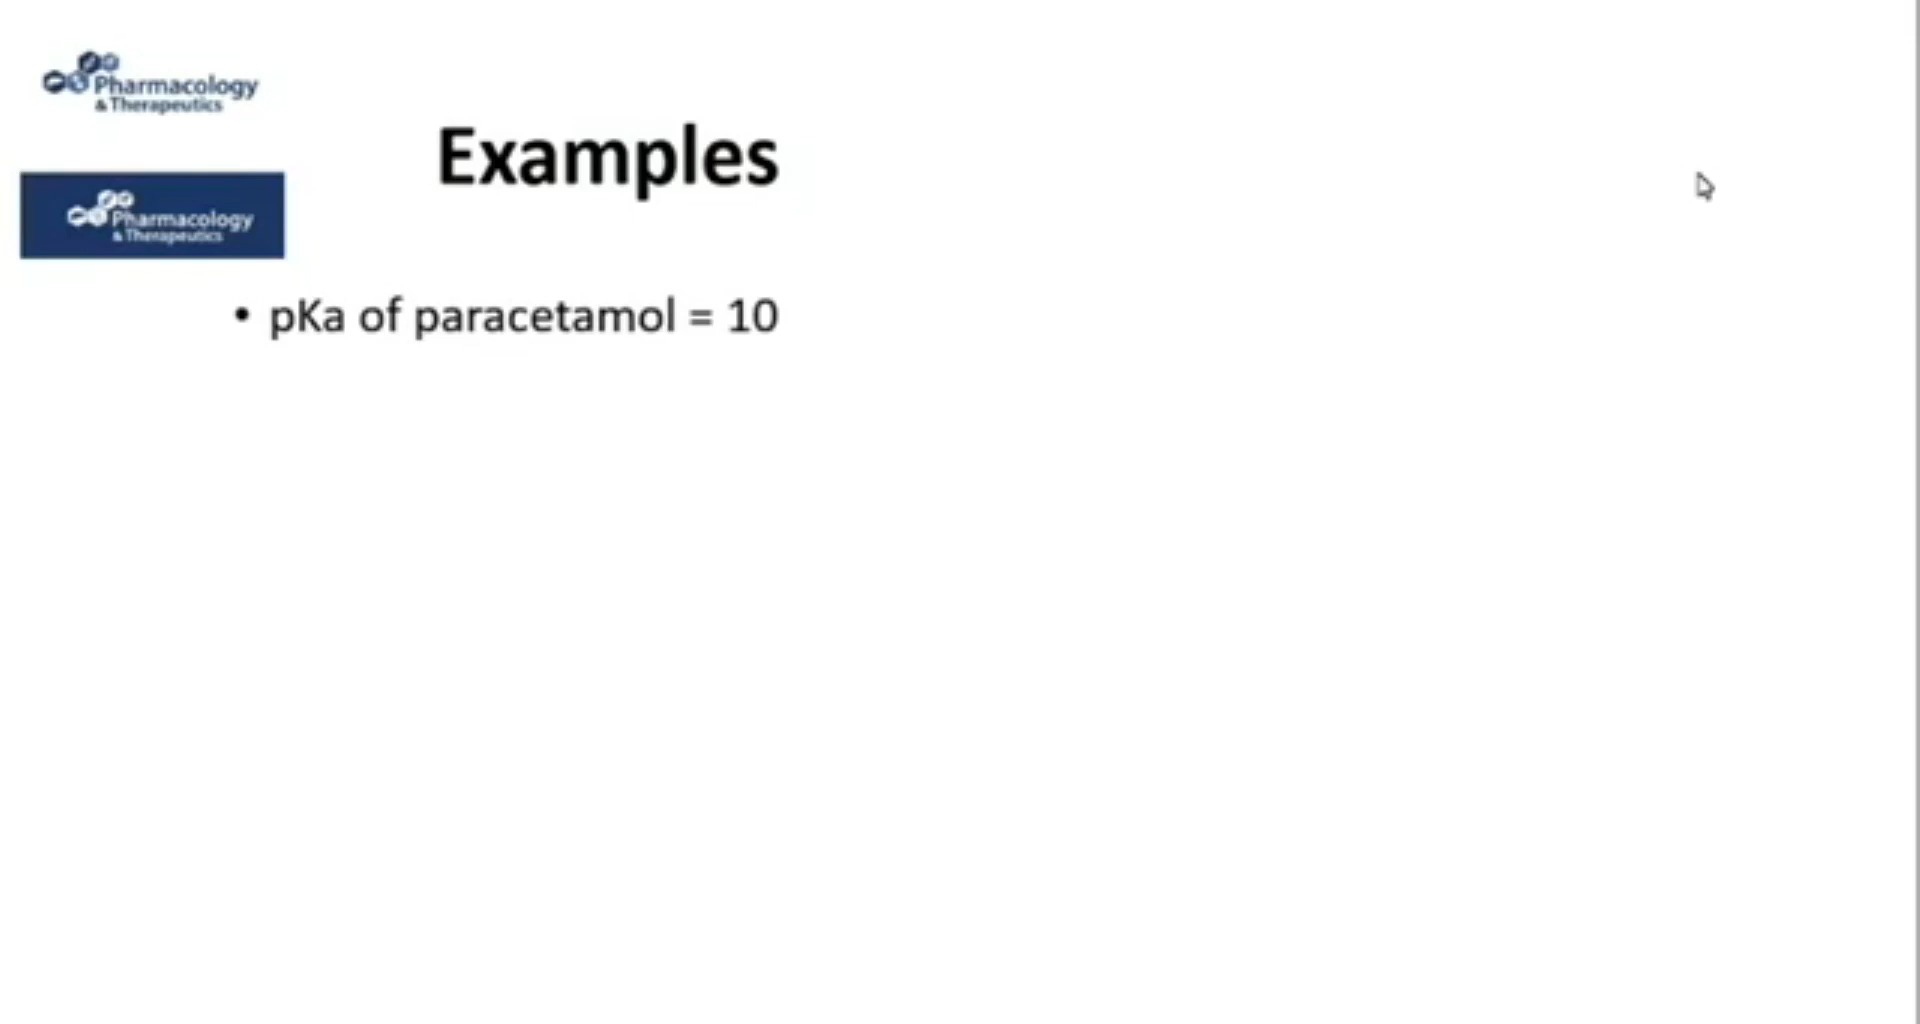 Pharmacology
& Therapeutics
Examples
Pharmacology
& Therapeutics
• pKa of paracetamol = 10